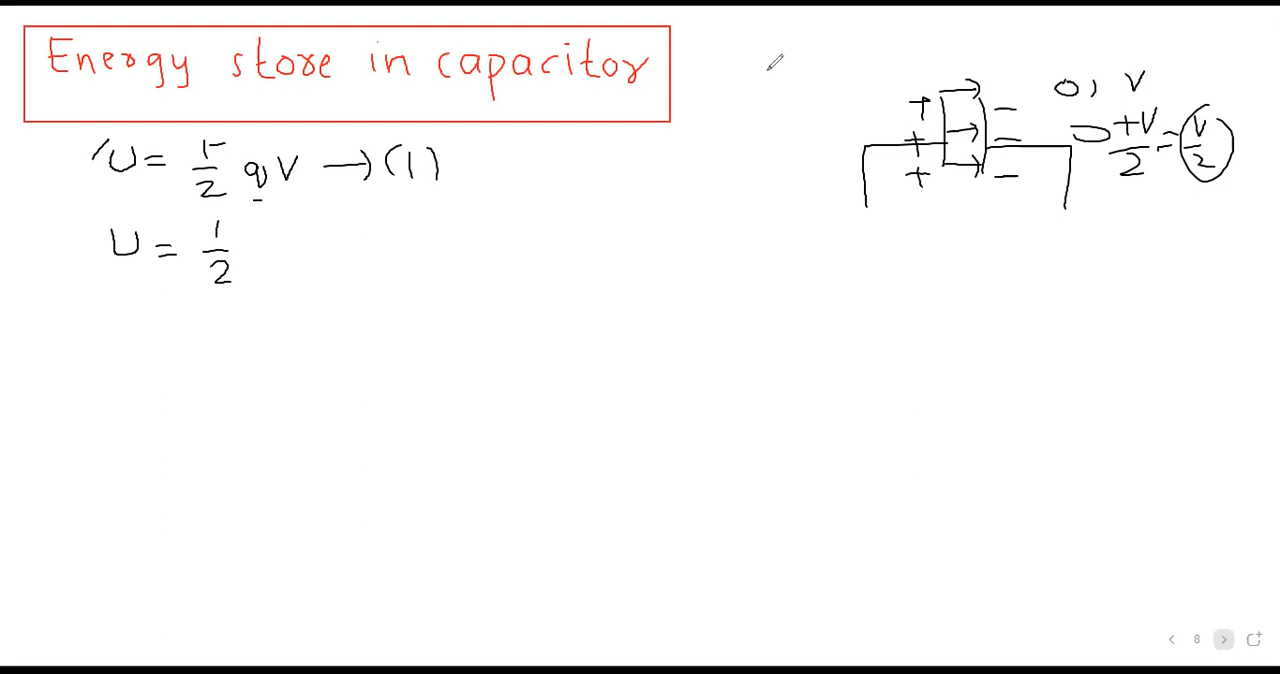 Energy store in capacitor
U = 1/2 qV → (1)
U = 1/2
+ + + − − −
0, V
0+V/2 = V/2
8